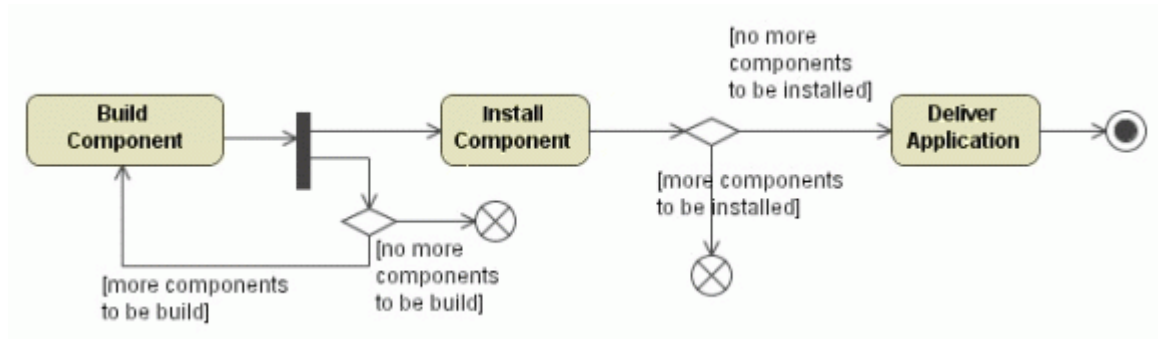 [no more
components
to be installed]
Build
Component
Install
Component
Deliver
Application
[more components
to be installed]
[no more
components
to be build]
[more components
to be build]